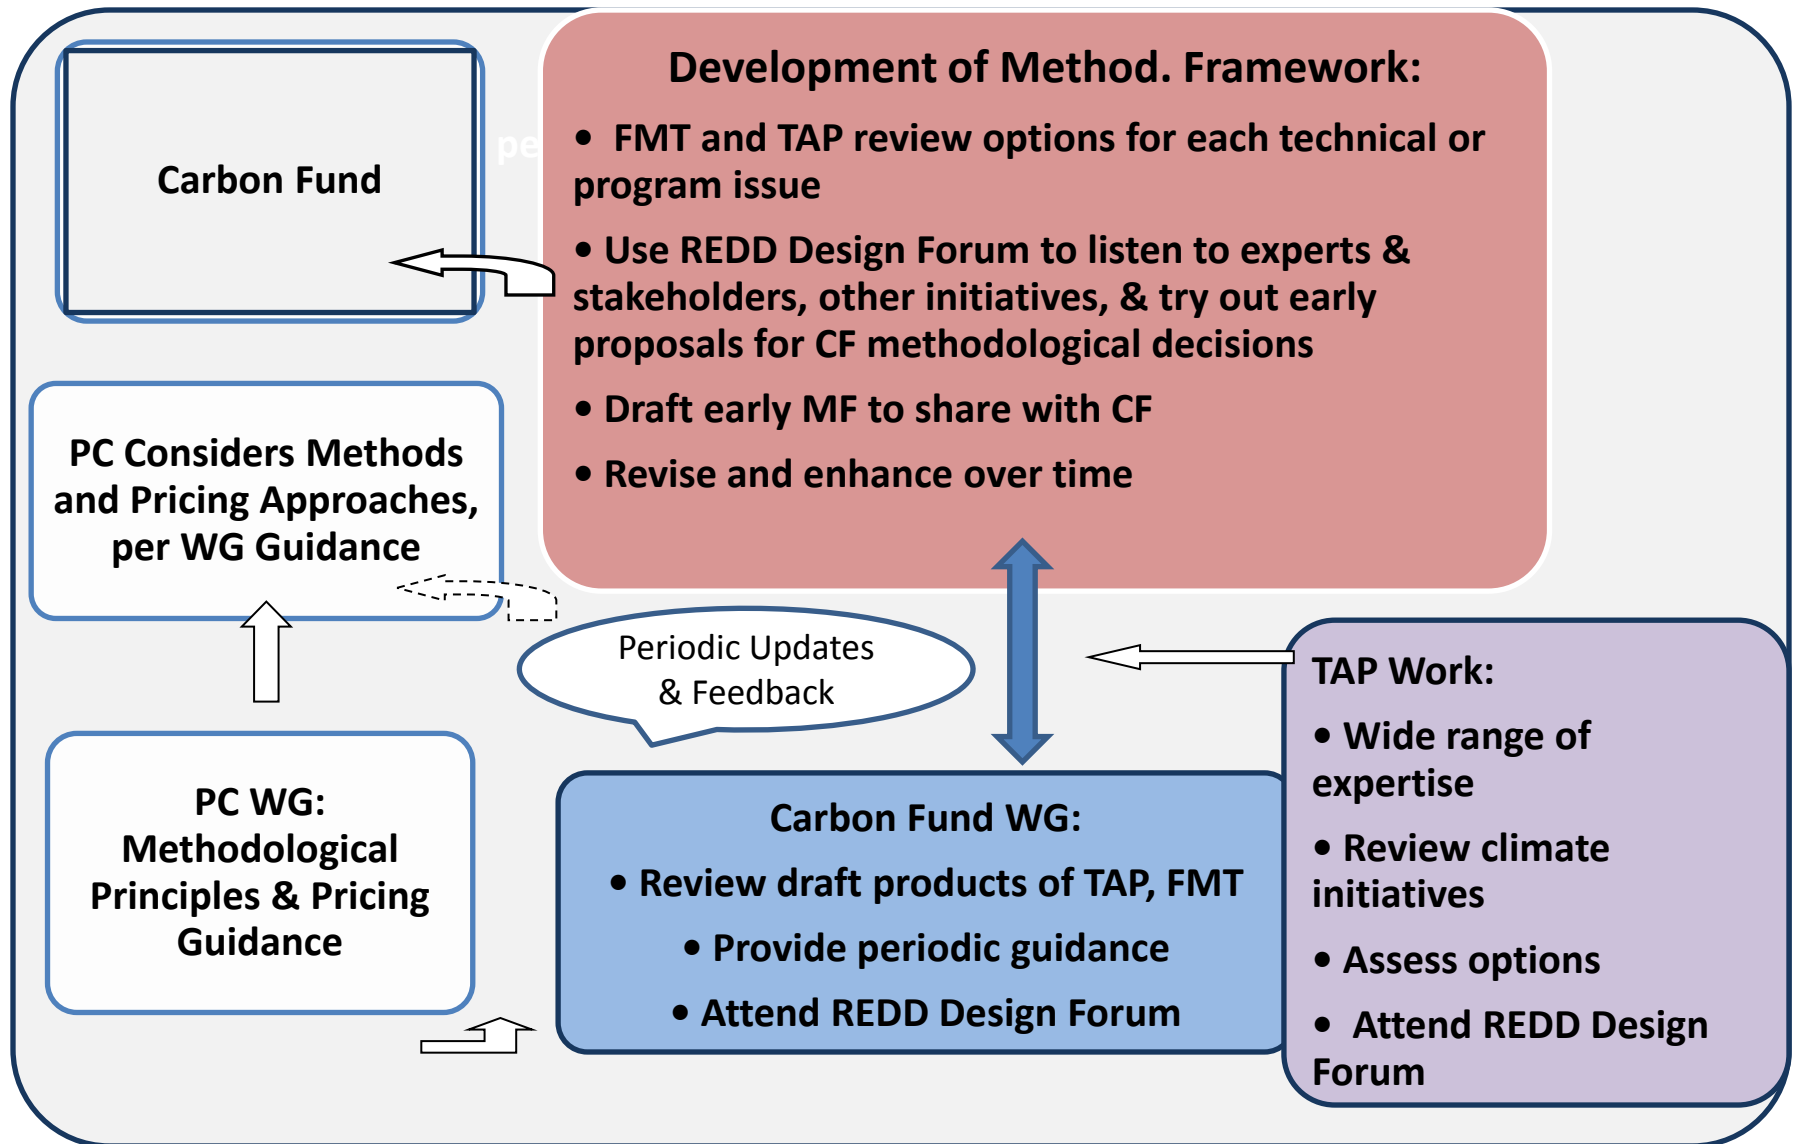 Carbon Fund
pe
Development of Method. Framework:
• FMT and TAP review options for each technical or
program issue
• Use REDD Design Forum to listen to experts &
stakeholders, other initiatives, & try out early
proposals for CF methodological decisions
• Draft early MF to share with CF
• Revise and enhance over time
PC Considers Methods
and Pricing Approaches,
per WG Guidance
Periodic Updates
& Feedback
PC WG:
Methodological
Principles & Pricing
Guidance
Carbon Fund WG:
• Review draft products of TAP, FMT
• Provide periodic guidance
• Attend REDD Design Forum
TAP Work:
• Wide range of
expertise
• Review climate
initiatives
• Assess options
• Attend REDD Design
Forum